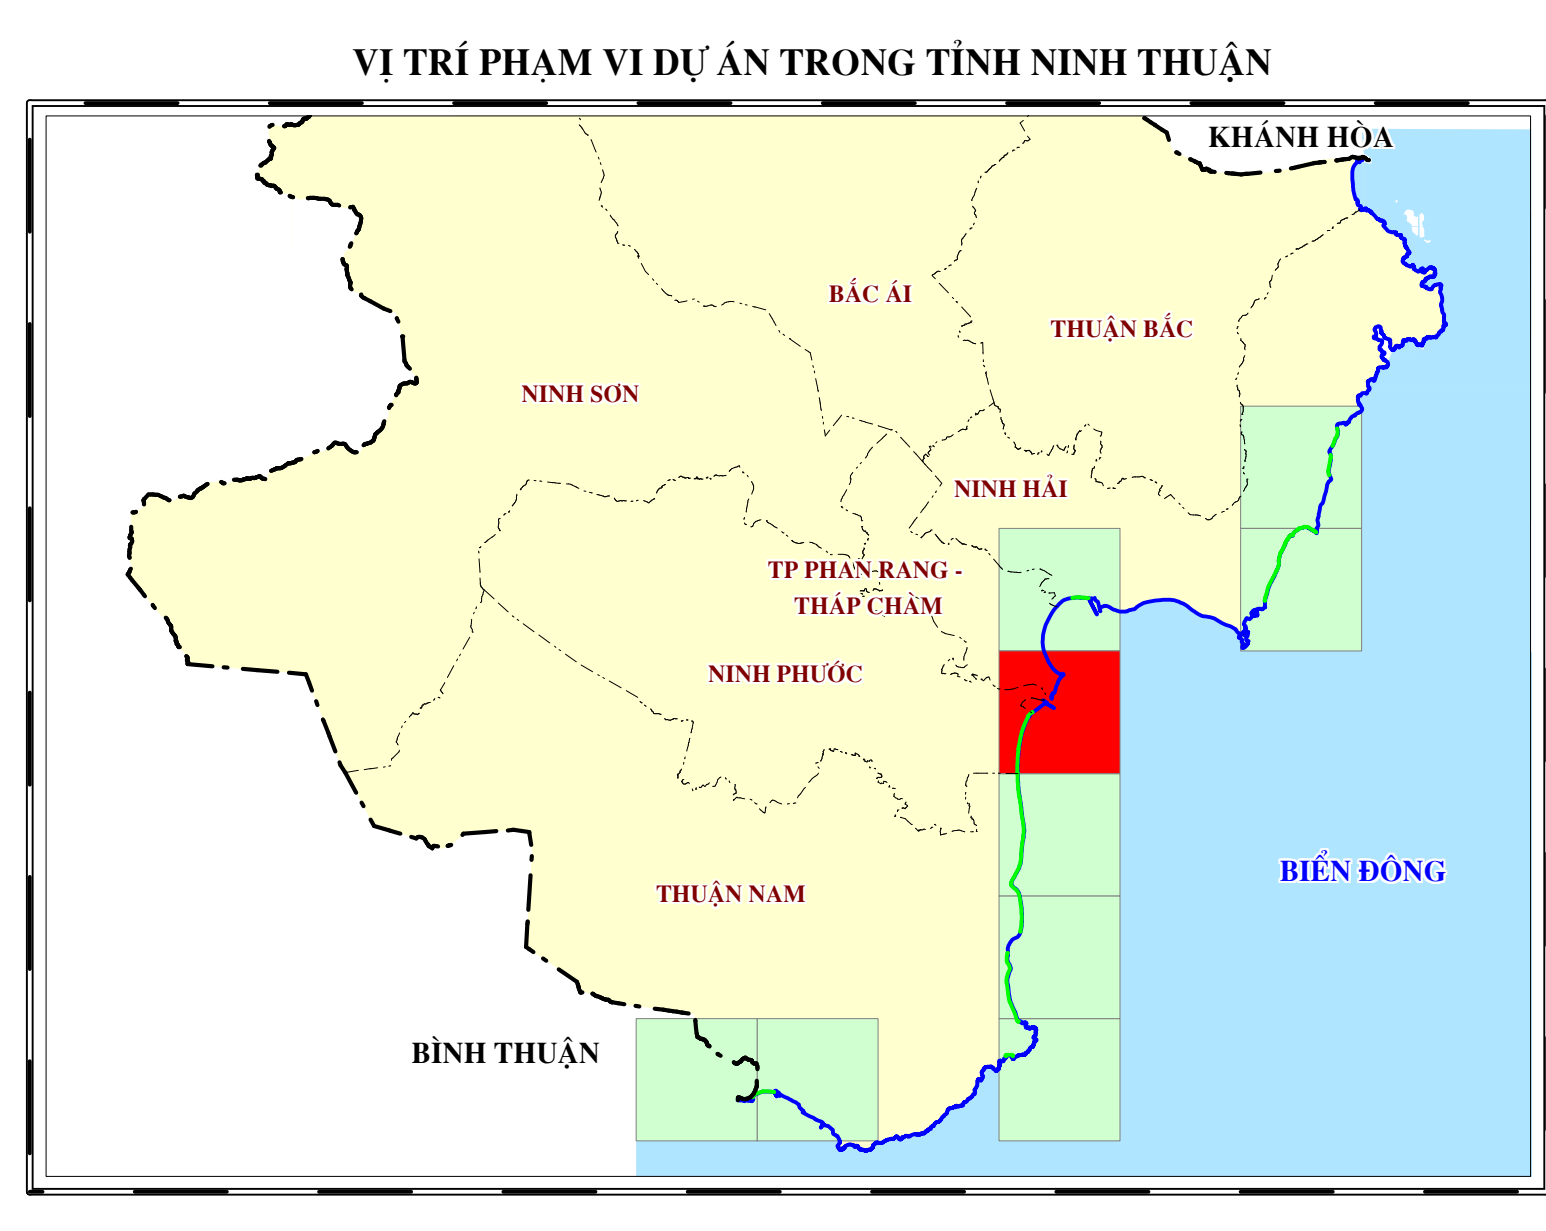 VỊ TRÍ PHẠM VI DỰ ÁN TRONG TỈNH NINH THUẬN
KHÁNH HÒA
BẮC ÁI
THUẬN BẮC
NINH SƠN
NINH HẢI
TP PHAN RANG -
THÁP CHÀM
NINH PHƯỚC
BIỂN ĐÔNG
THUẬN NAM
BÌNH THUẬN